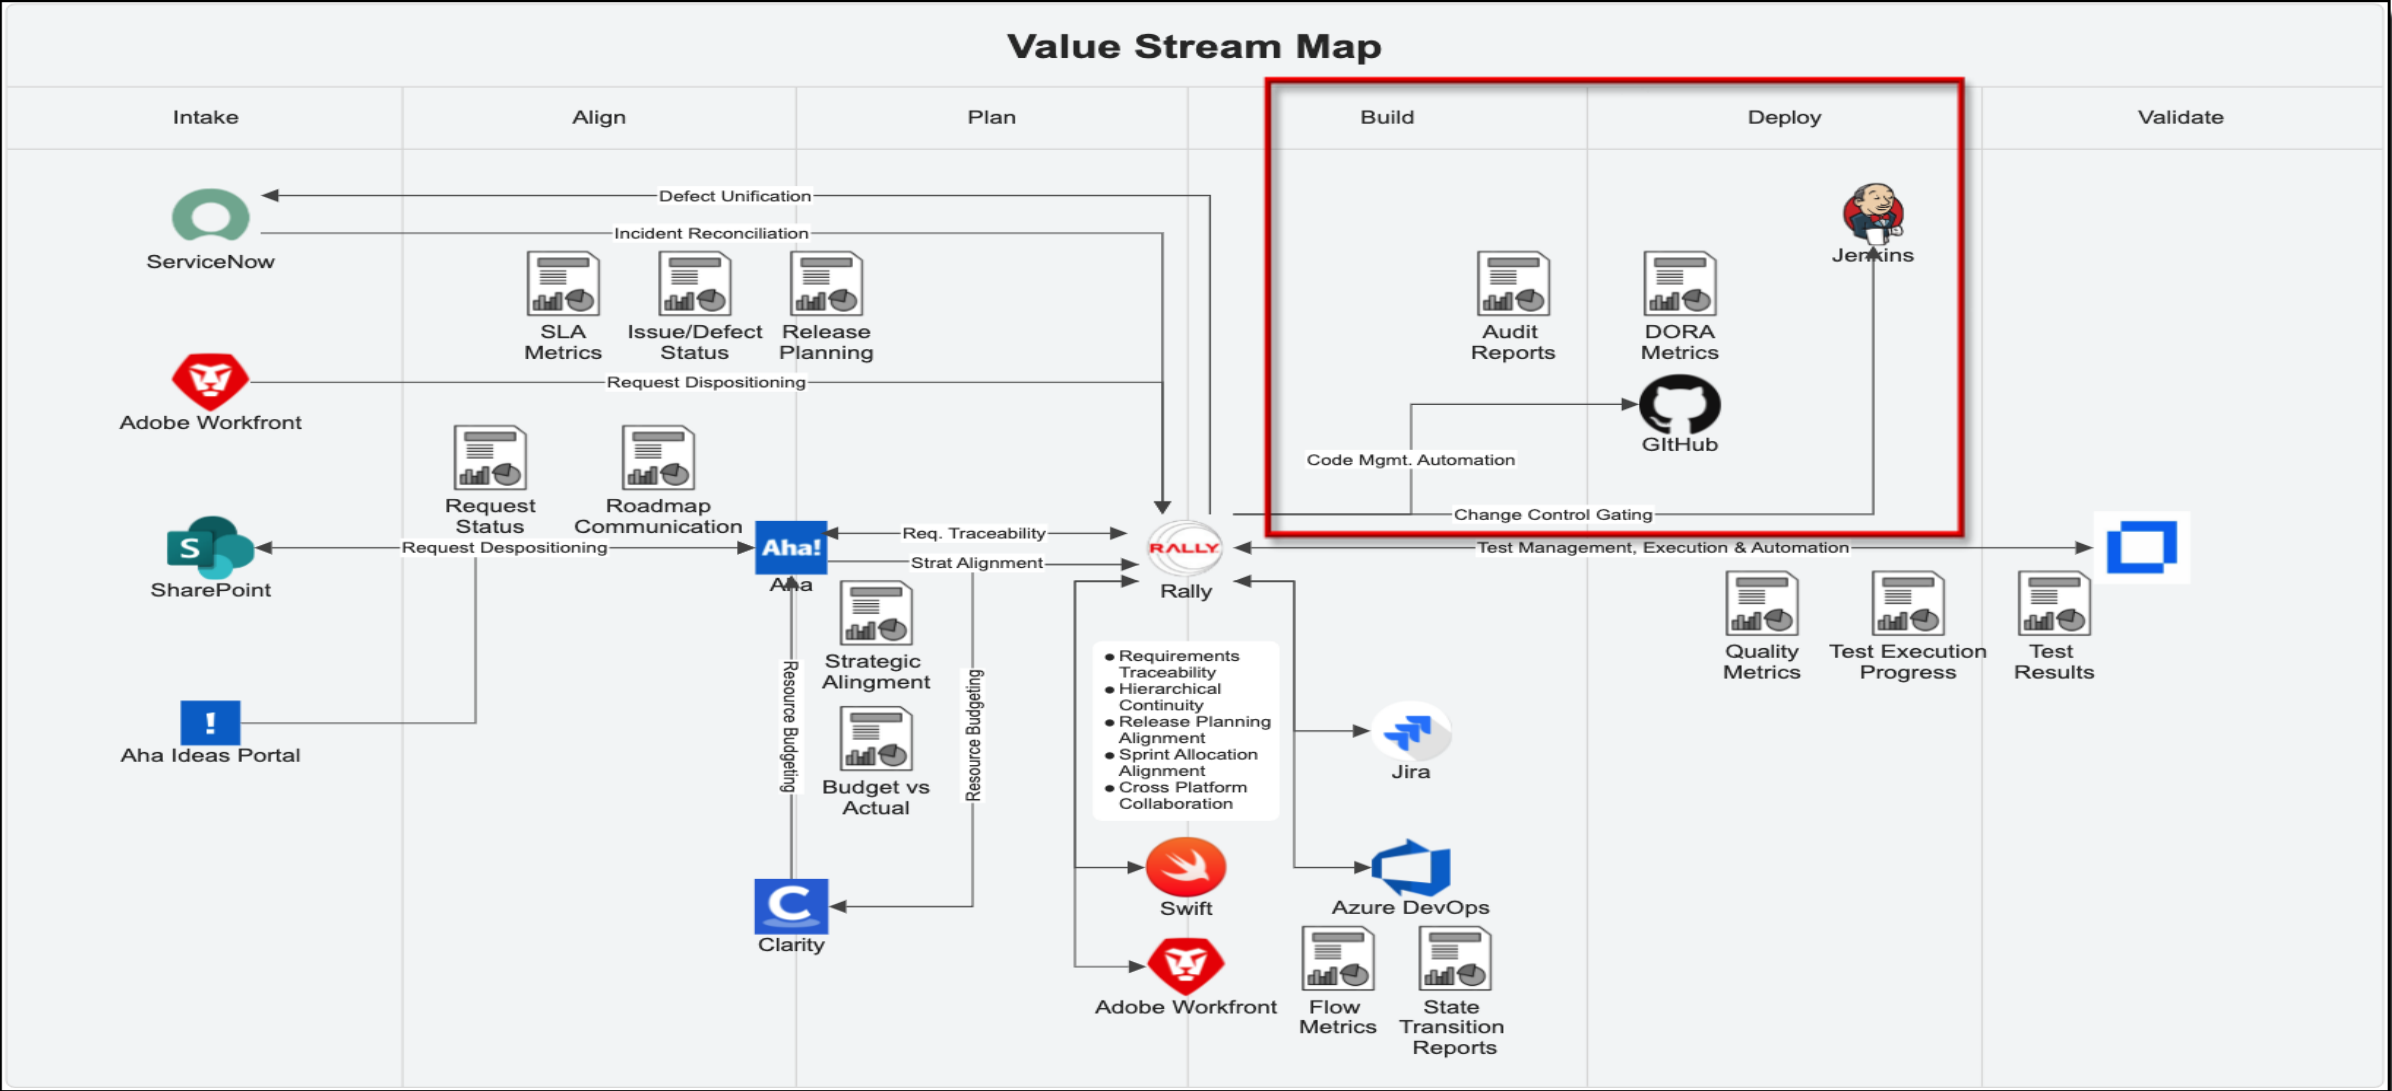 Value Stream Map
Intake
Align
Plan
Build
Deploy
Validate
Defect Unification
Incident Reconciliation
ServiceNow
Jenkins
SLA
Metrics
Issue/Defect
Status
Release
Planning
Audit
Reports
DORA
Metrics
Request Dispositioning
Adobe Workfront
GItHub
Code Mgmt. Automation
Request
Status
Roadmap
Communication
Change Control Gating
S
SharePoint
Request Despositioning
Aha!
Aha
Req. Traceability
Strat Alignment
RALLY
Rally
Test Management, Execution & Automation
Quality
Metrics
Test Execution
Progress
Test
Results
Strategic
Alingment
Budget vs
Actual
Resource Budgeting
Resource Budgeting
● Requirements
Traceability
● Hierarchical
Continuity
● Release Planning
Alignment
● Sprint Allocation
Alignment
● Cross Platform
Collaboration
!
Aha Ideas Portal
Jira
C
Clarity
Swift
Azure DevOps
Adobe Workfront
Flow
Metrics
State
Transition
Reports